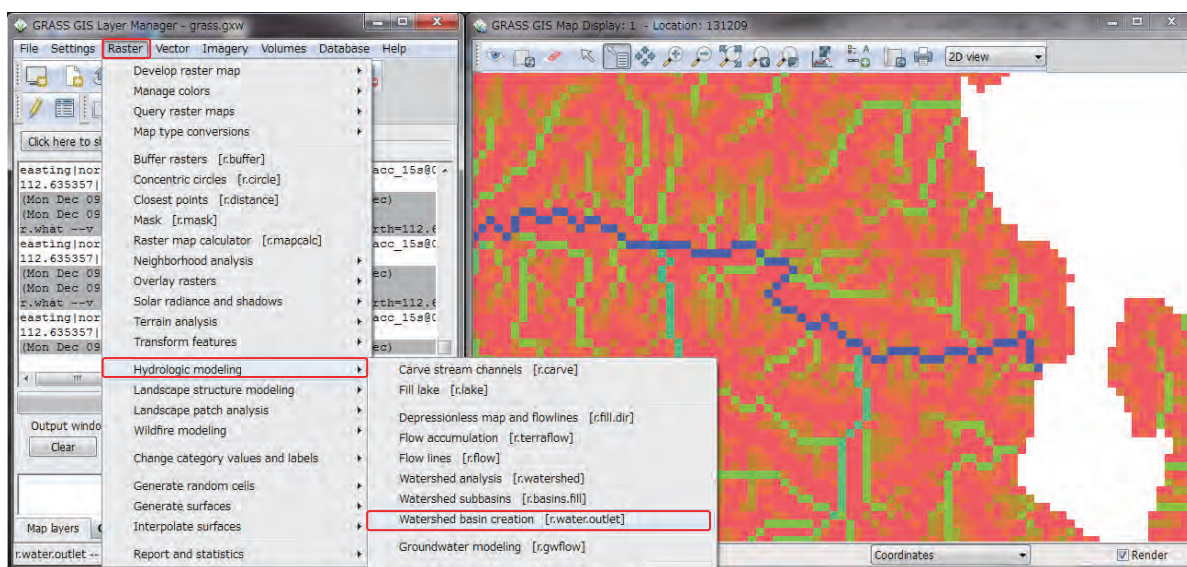 GRASS GIS Layer Manager - grass.gxw
File Settings Raster Vector Imagery Volumes Database Help
Click here to s
easting|nor
112.635357|
(Mon Dec 09
(Mon Dec 09
r.what --v
easting|nor
112.635357|
(Mon Dec 09
(Mon Dec 09
r.what --v
easting|nor
112.635357|
(Mon Dec 09
acc_15s@
ec)
rth=112.6
acc_15s@
ec)
rth=112.6
acc_15s@
ec)
Output windo
Clear
Map layers
r.water.outlet --
Develop raster map
Manage colors
Query raster maps
Map type conversions
Buffer rasters [r.buffer]
Concentric circles [r.circle]
Closest points [r.distance]
Mask [r.mask]
Raster map calculator [r.mapcalc]
Neighborhood analysis
Overlay rasters
Solar radiance and shadows
Terrain analysis
Transform features
Hydrologic modeling
Landscape structure modeling
Landscape patch analysis
Wildfire modeling
Change category values and labels
Generate random cells
Generate surfaces
Interpolate surfaces
Report and statistics
Carve stream channels [r.carve]
Fill lake [r.lake]
Depressionless map and flowlines [r.fill.dir]
Flow accumulation [r.terraflow]
Flow lines [r.flow]
Watershed analysis [r.watershed]
Watershed subbasins [r.basins.fill]
Watershed basin creation [r.water.outlet]
Groundwater modeling [r.gwflow]
GRASS GIS Map Display: 1 - Location: 131209
2D view
Coordinates
Render